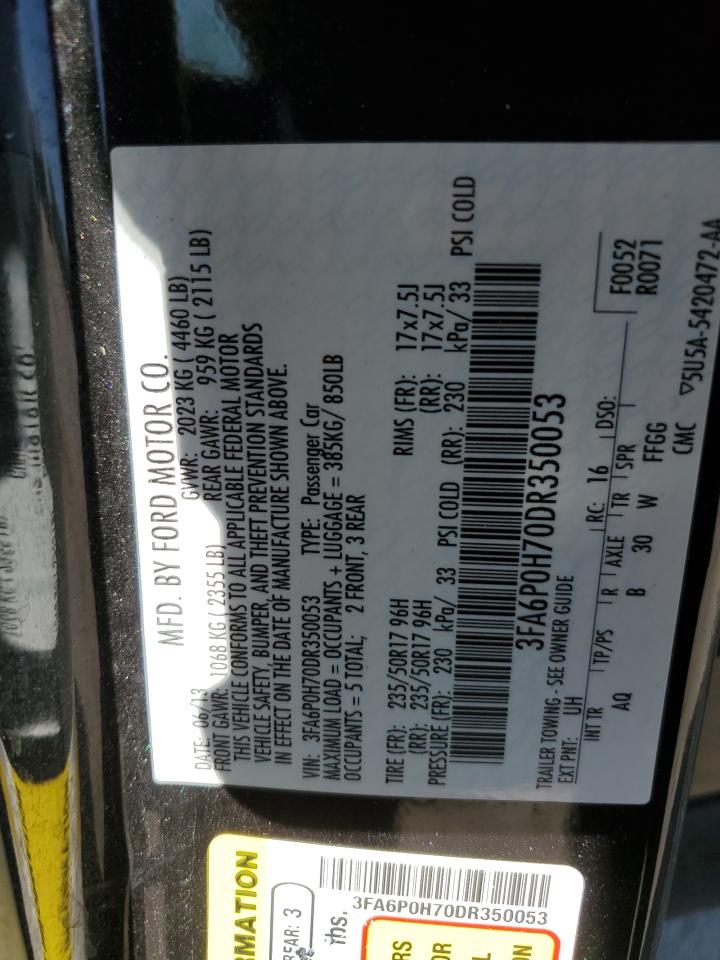 MFD. BY FORD MOTOR CO.
DATE: 06/13 GVWR: 2023 KG ( 4460 LB)
FRONT GAWR: 1068 KG ( 2355 LB) REAR GAWR: 959 KG ( 2115 LB)
THIS VEHICLE CONFORMS TO ALL APPLICABLE FEDERAL MOTOR
VEHICLE SAFETY, BUMPER, AND THEFT PREVENTION STANDARDS
IN EFFECT ON THE DATE OF MANUFACTURE SHOWN ABOVE.
VIN: 3FA6P0H70DR350053 TYPE: Passenger Car
MAXIMUM LOAD = OCCUPANTS + LUGGAGE = 385KG/ 850LB
OCCUPANTS = 5 TOTAL; 2 FRONT, 3 REAR
TIRE (FR): 235/50R17 96H RIMS (FR): 17x7.5J
(RR): 235/50R17 96H (RR): 17x7.5J
PRESSURE (FR): 230 kPa/ 33 PSI COLD (RR): 230 kPa/ 33 PSI COLD
3FA6P0H70DR350053
TRAILER TOWING - SEE OWNER GUIDE
EXT PNT: UH RC: 16 DSO: F0052
R0071
INT TR TP/PS R AXLE TR SPR
AQ B 30 W FFGG
CMC ▽5U5A-5420472-AA
RMATION
REAR: 3
lbs.
3FA6P0H70DR350053